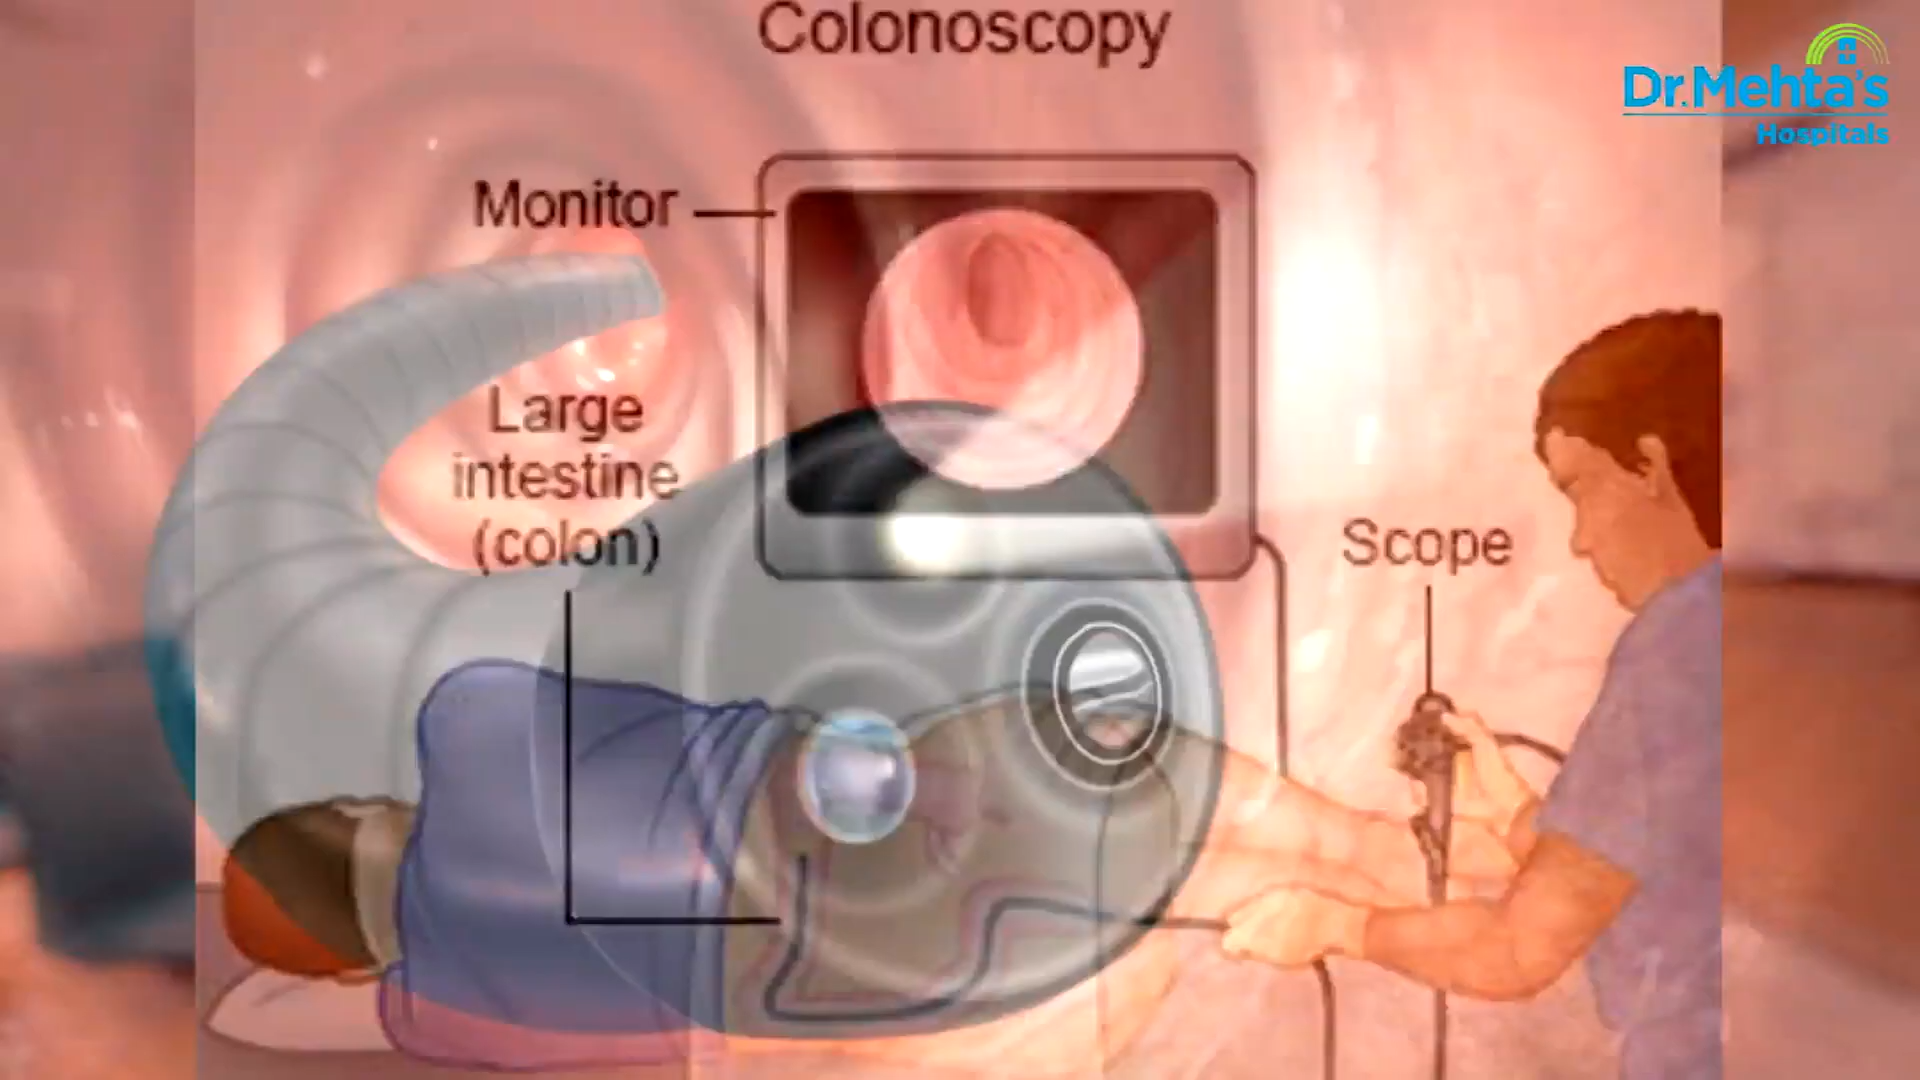 Colonoscopy
Dr.Mehta's
Hospitals
Monitor
Large
intestine
(colon)
Scope